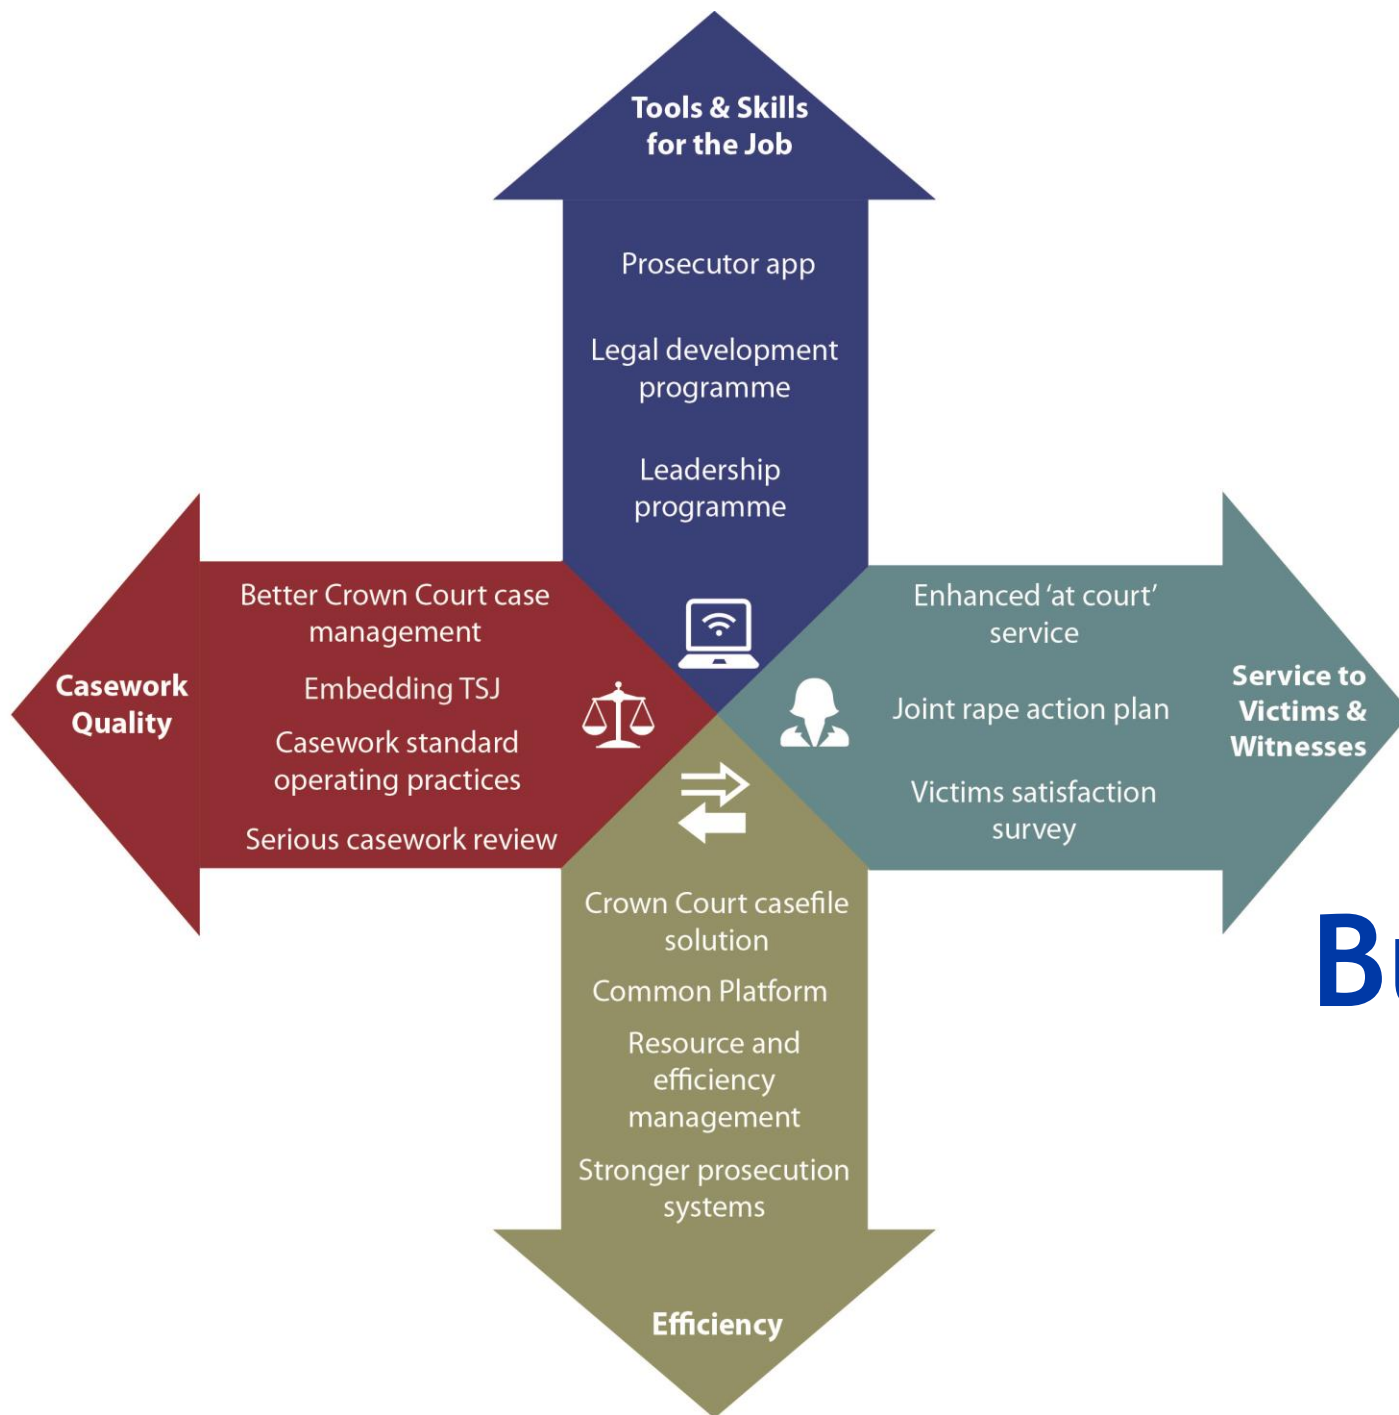 Tools & Skills
for the Job
Prosecutor app
Legal development
programme
Leadership
programme
Better Crown Court case
management
Embedding TSJ
Casework standard
operating practices
Serious casework review
Casework
Quality
Enhanced ‘at court’
service
Joint rape action plan
Victims satisfaction
survey
Service to
Victims &
Witnesses
Crown Court casefile
solution
Common Platform
Resource and
efficiency
management
Stronger prosecution
systems
Efficiency